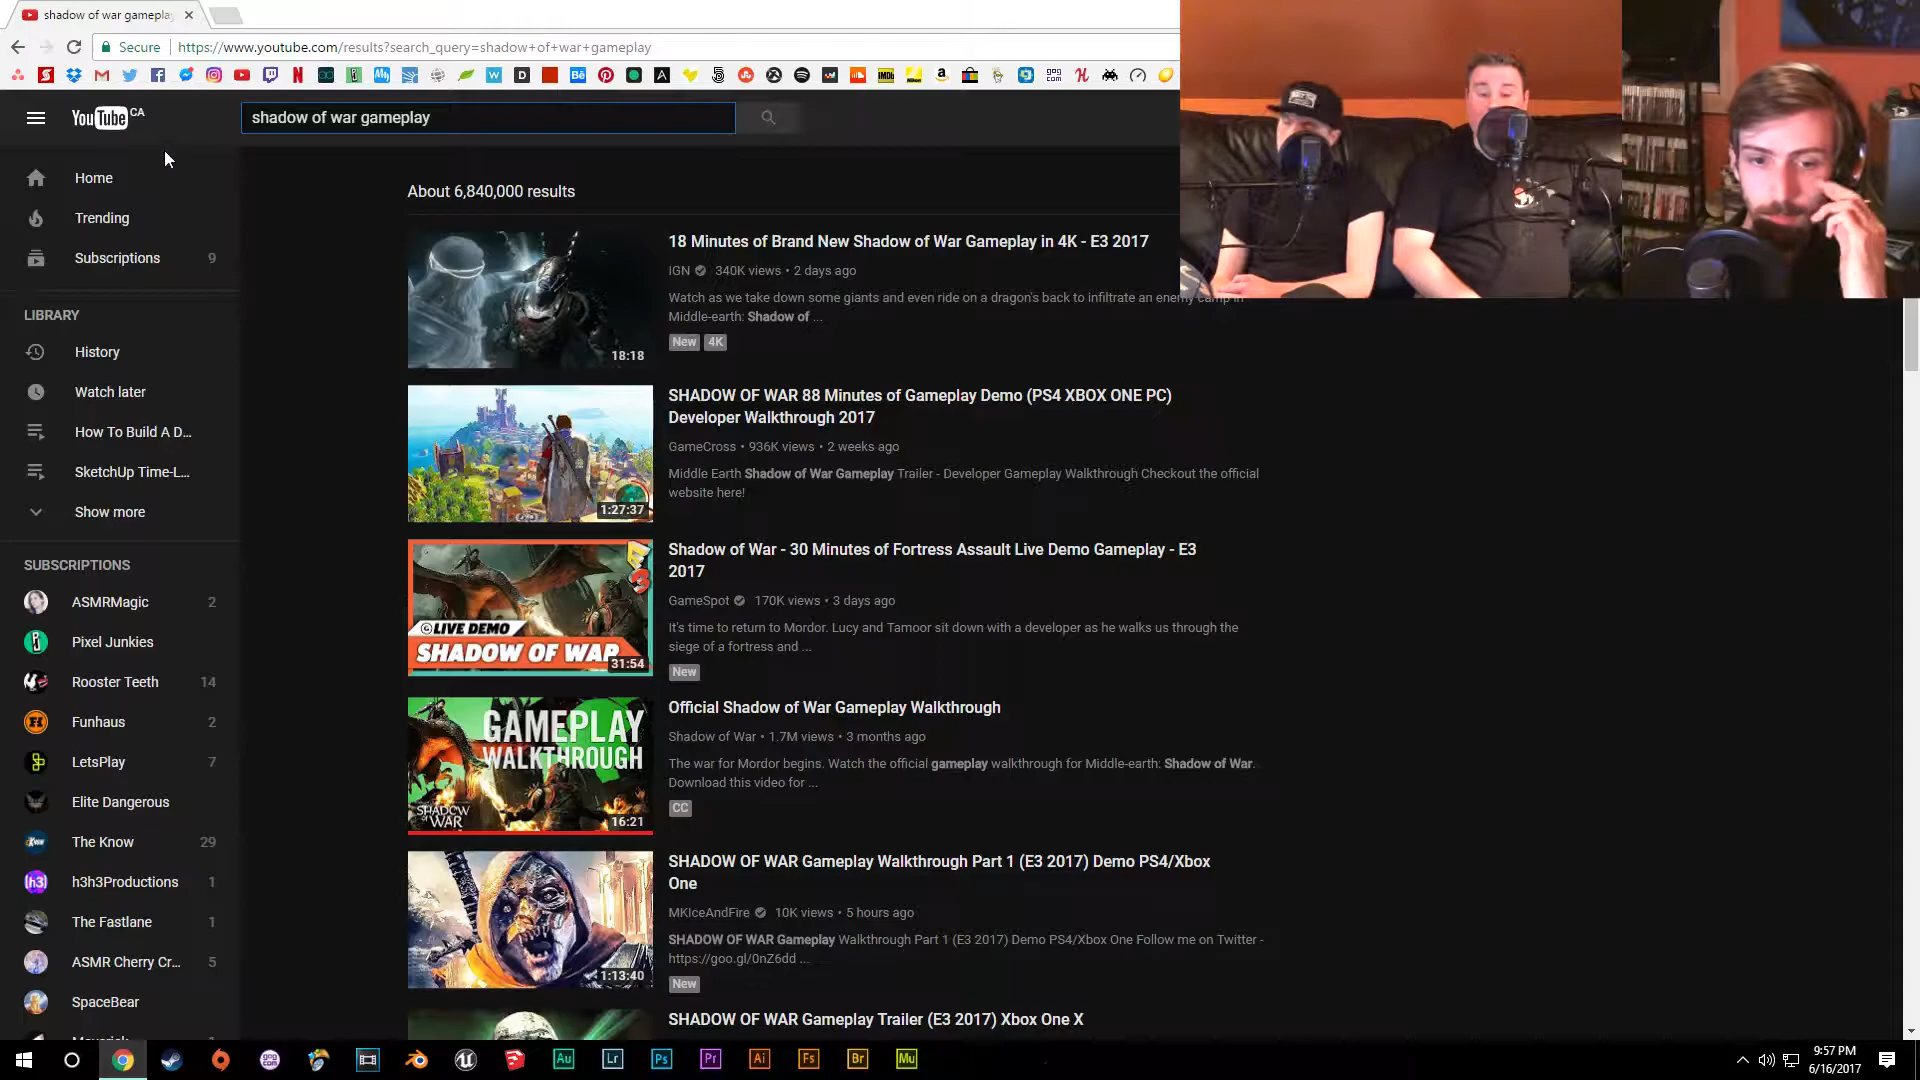 shadow of war gameplay
Secure
https://www.youtube.com/results?search_query=shadow+of+war+gameplay
YouTube CA
shadow of war gameplay
Home
Trending
Subscriptions 9
LIBRARY
History
Watch later
How To Build A D...
SketchUp Time-L...
Show more
SUBSCRIPTIONS
ASMRMagic 2
Pixel Junkies
Rooster Teeth 14
Funhaus 2
LetsPlay 7
Elite Dangerous
The Know 29
h3h3Productions 1
The Fastlane 1
ASMR Cherry Cr... 5
SpaceBear
About 6,840,000 results
18:18
18 Minutes of Brand New Shadow of War Gameplay in 4K - E3 2017
IGN 340K views • 2 days ago
Watch as we take down some giants and even ride on a dragon's back to infiltrate an enemy camp in
Middle-earth: Shadow of ...
New 4K
1:27:37
SHADOW OF WAR 88 Minutes of Gameplay Demo (PS4 XBOX ONE PC)
Developer Walkthrough 2017
GameCross • 936K views • 2 weeks ago
Middle Earth Shadow of War Gameplay Trailer - Developer Gameplay Walkthrough Checkout the official
website here!
E3
LIVE DEMO
SHADOW OF WAR
31:54
Shadow of War - 30 Minutes of Fortress Assault Live Demo Gameplay - E3
2017
GameSpot 170K views • 3 days ago
It's time to return to Mordor. Lucy and Tamoor sit down with a developer as he walks us through the
siege of a fortress and ...
New
GAMEPLAY
WALKTHROUGH
SHADOW
OF WAR
16:21
Official Shadow of War Gameplay Walkthrough
Shadow of War • 1.7M views • 3 months ago
The war for Mordor begins. Watch the official gameplay walkthrough for Middle-earth: Shadow of War.
Download this video for ...
CC
1:13:40
SHADOW OF WAR Gameplay Walkthrough Part 1 (E3 2017) Demo PS4/Xbox
One
MKIceAndFire 10K views • 5 hours ago
SHADOW OF WAR Gameplay Walkthrough Part 1 (E3 2017) Demo PS4/Xbox One Follow me on Twitter -
https://goo.gl/0nZ6dd ...
New
SHADOW OF WAR Gameplay Trailer (E3 2017) Xbox One X
Au Lr Ps Pr Ai Fs Br Mu
9:57 PM
6/16/2017